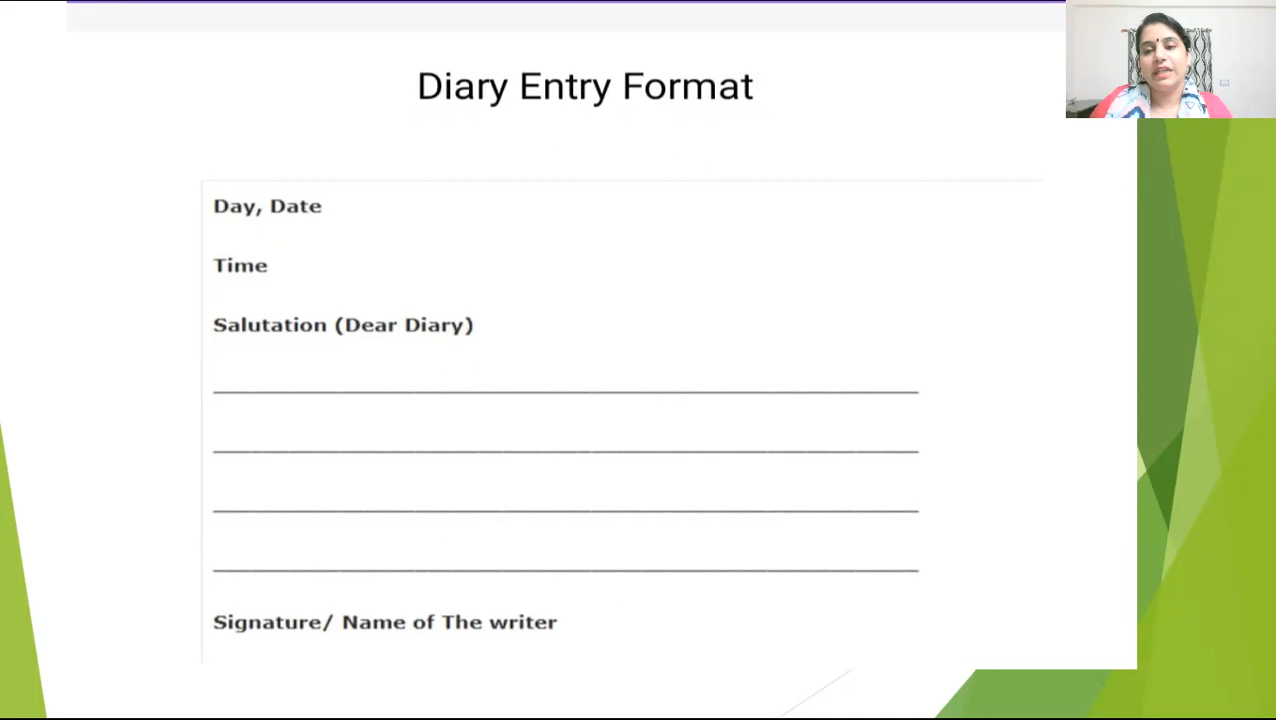 Diary Entry Format
Day, Date
Time
Salutation (Dear Diary)
Signature/ Name of The writer